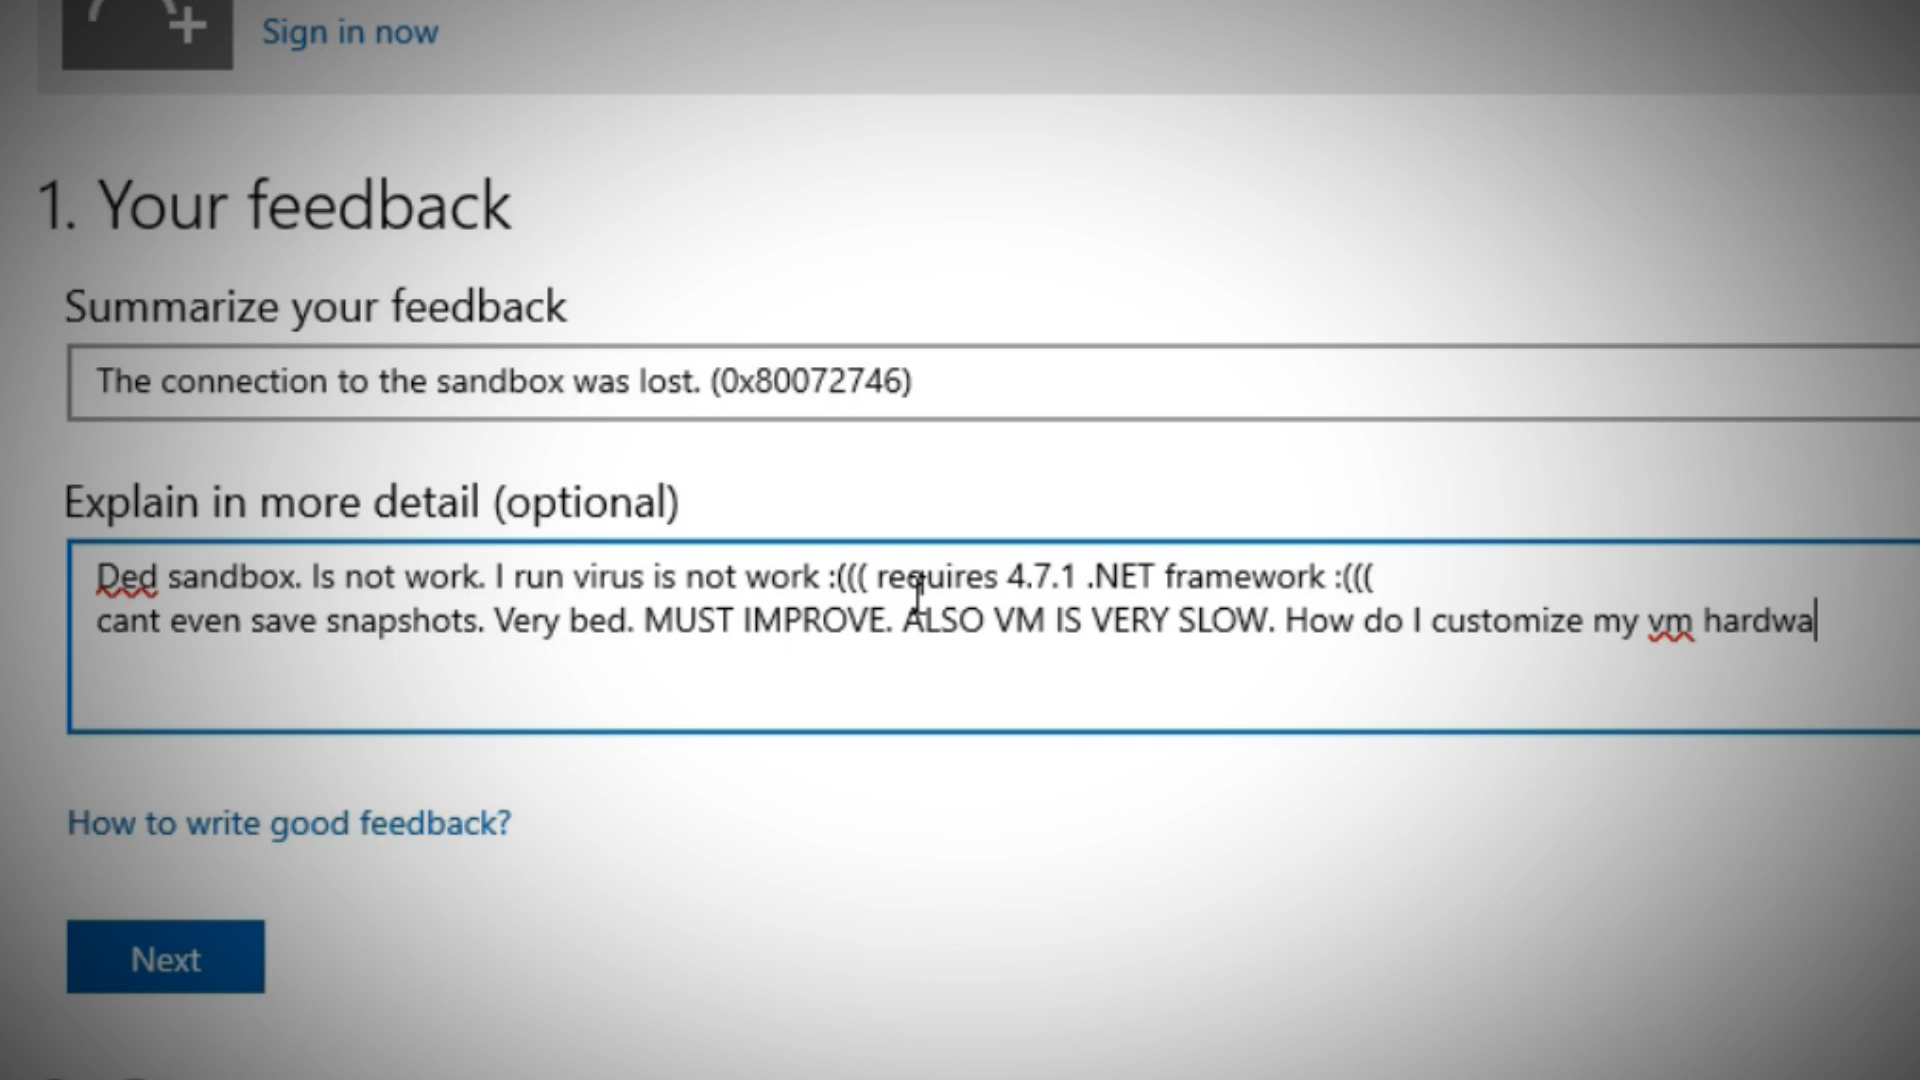 Sign in now
1. Your feedback
Summarize your feedback
The connection to the sandbox was lost. (0x80072746)
Explain in more detail (optional)
Ded sandbox. Is not work. I run virus is not work :((( requires 4.7.1 .NET framework :(((
cant even save snapshots. Very bed. MUST IMPROVE. ALSO VM IS VERY SLOW. How do I customize my vm hardwa
How to write good feedback?
Next